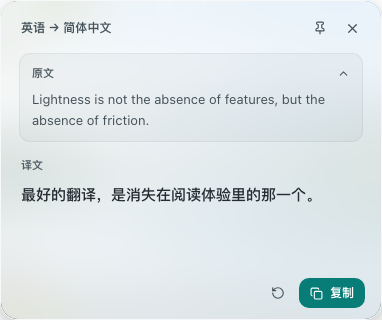 英语 → 简体中文
原文
Lightness is not the absence of features, but the
absence of friction.
译文
最好的翻译，是消失在阅读体验里的那一个。
复制